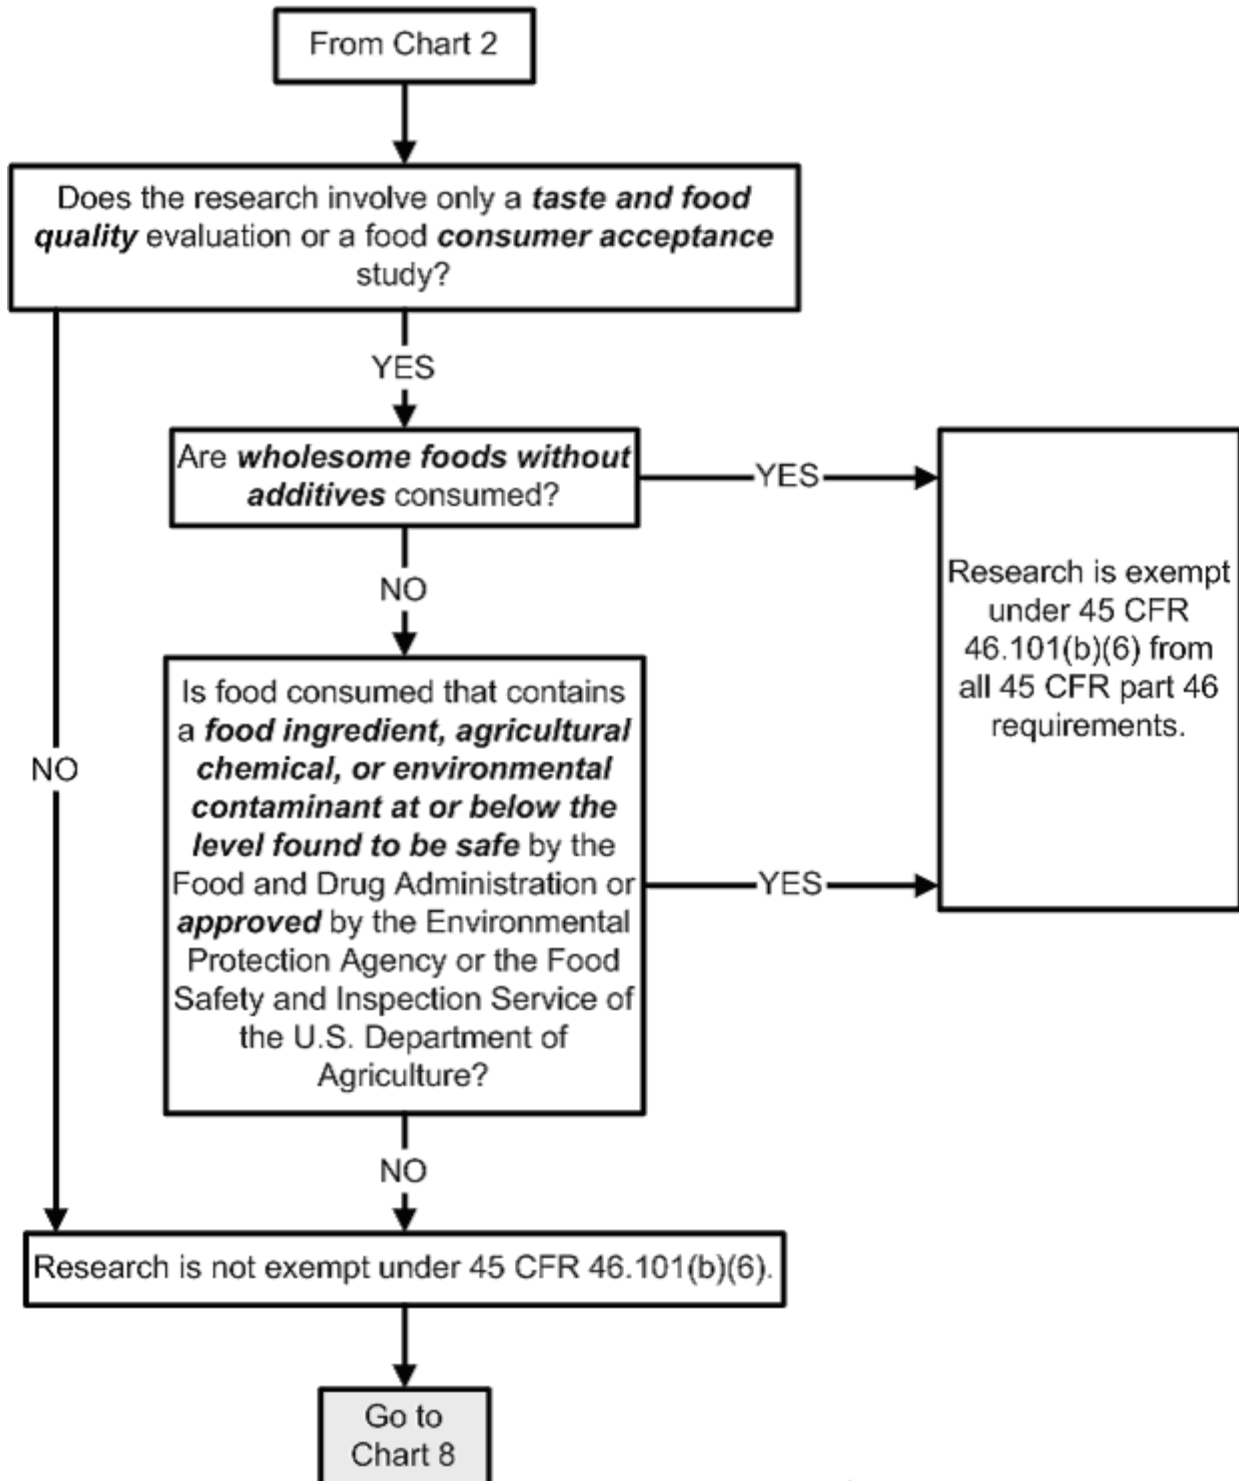 From Chart 2
Does the research involve only a taste and food
quality evaluation or a food consumer acceptance
study?
YES
Are wholesome foods without
additives consumed?
YES
NO
Research is exempt
under 45 CFR
46.101(b)(6) from
all 45 CFR part 46
requirements.
Is food consumed that contains
a food ingredient, agricultural
chemical, or environmental
contaminant at or below the
level found to be safe by the
Food and Drug Administration or
approved by the Environmental
Protection Agency or the Food
Safety and Inspection Service of
the U.S. Department of
Agriculture?
YES
NO
NO
Research is not exempt under 45 CFR 46.101(b)(6).
Go to
Chart 8